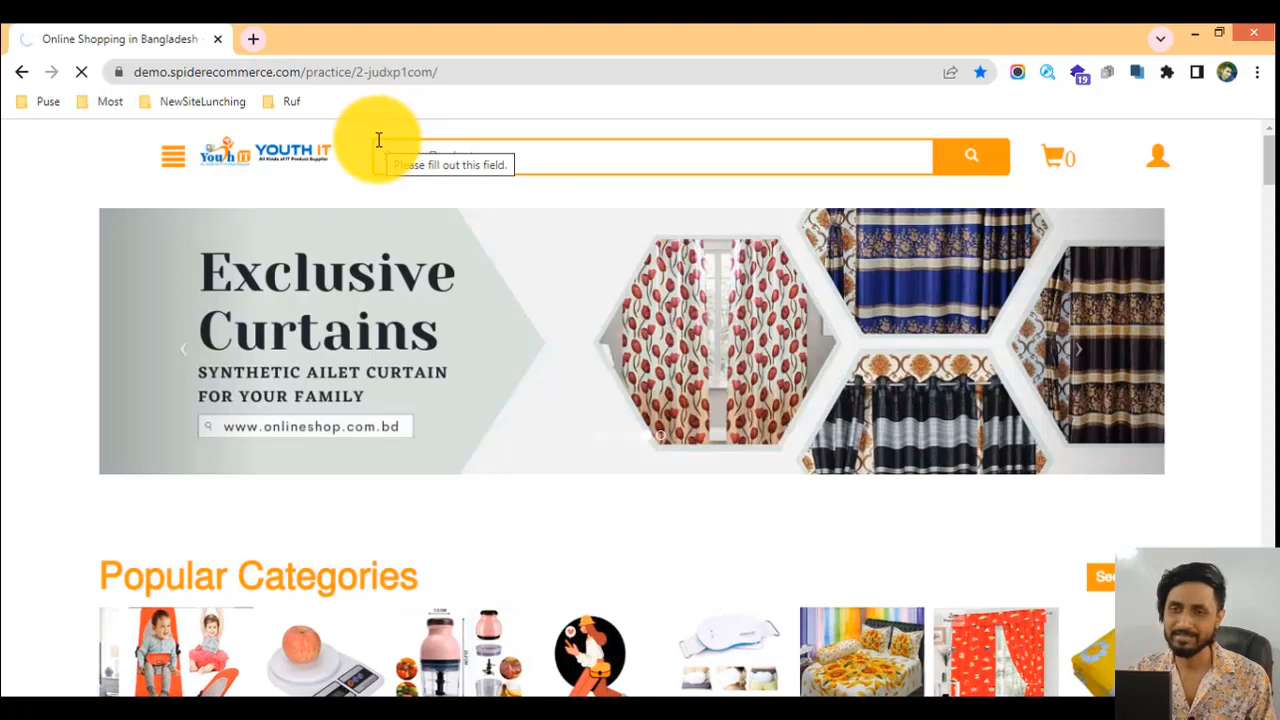 Online Shopping in Bangladesh
demo.spiderecommerce.com/practice/2-judxp1com/
19
Puse
Most
NewSiteLunching
Ruf
You h IT
YOUTH IT
All Kinds of IT Product Supplier
Please fill out this field.
0
Exclusive
Curtains
SYNTHETIC AILET CURTAIN
FOR YOUR FAMILY
www.onlineshop.com.bd
Popular Categories